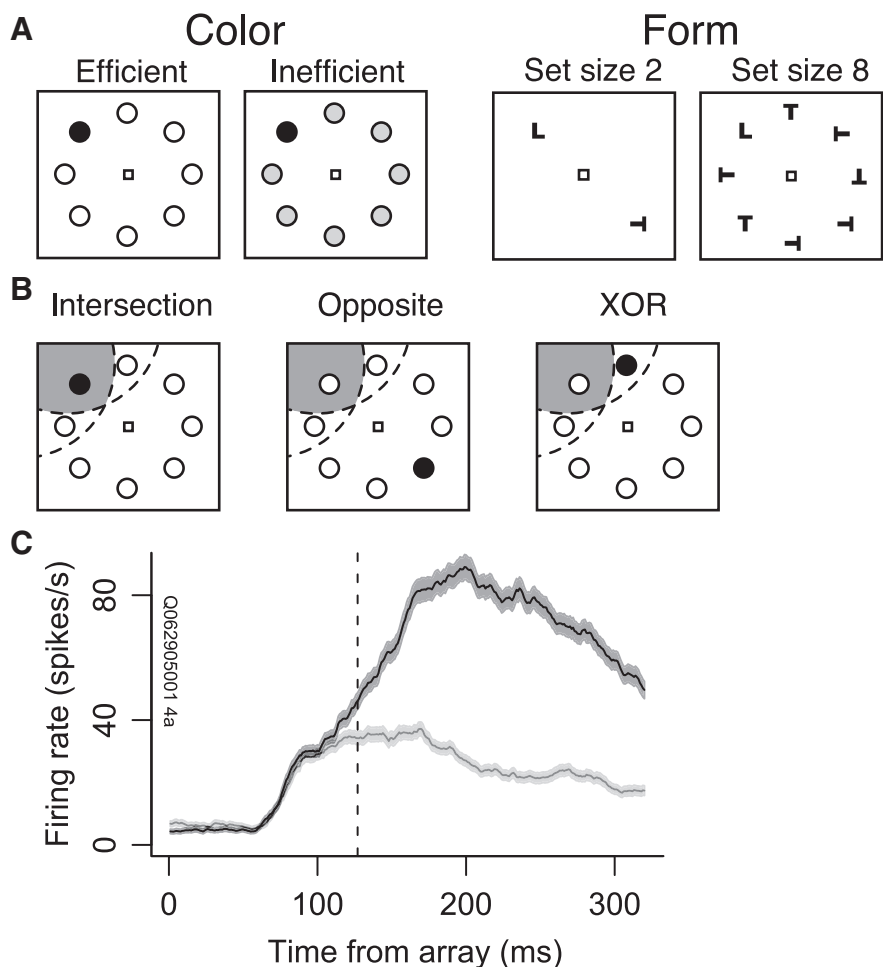 A
Color
Form
Efficient
Inefficient
Set size 2
Set size 8
L
T
T
L
T
T
T
T
T
T
T
B
Intersection
Opposite
XOR
C
Firing rate (spikes/s)
80
40
0
Q062905001 4a
0
100
200
300
Time from array (ms)